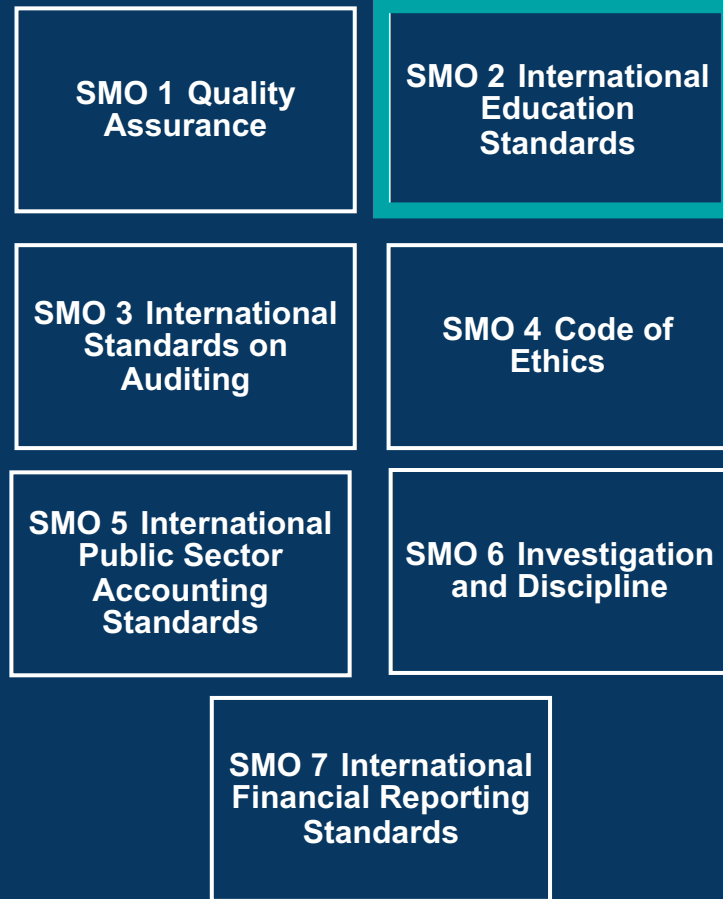 SMO 1 Quality
Assurance
SMO 2 International
Education
Standards
SMO 3 International
Standards on
Auditing
SMO 4 Code of
Ethics
SMO 5 International
Public Sector
Accounting
Standards
SMO 6 Investigation
and Discipline
SMO 7 International
Financial Reporting
Standards